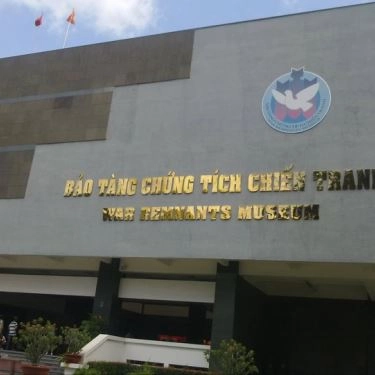 BẢO TÀNG CHỨNG TÍCH CHIẾN TRANH
WAR REMNANTS MUSEUM